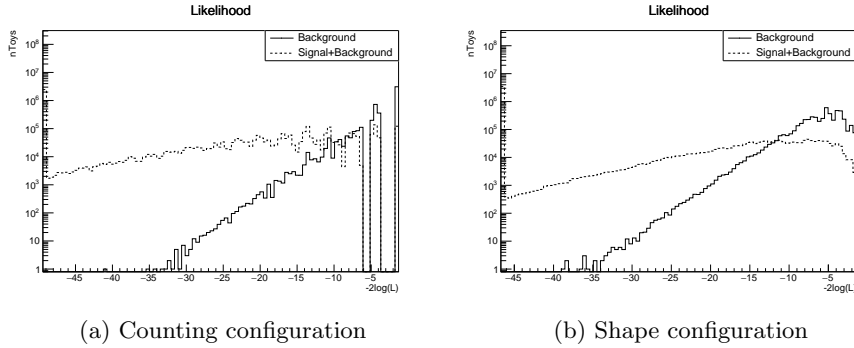 Likelihood
nToys
10⁸
10⁷
10⁶
10⁵
10⁴
10³
10²
10
1
Background
Signal+Background
−45 −40 −35 −30 −25 −20 −15 −10 −5
-2log(L)
(a) Counting configuration
Likelihood
nToys
10⁸
10⁷
10⁶
10⁵
10⁴
10³
10²
10
1
Background
Signal+Background
−45 −40 −35 −30 −25 −20 −15 −10 −5
-2log(L)
(b) Shape configuration